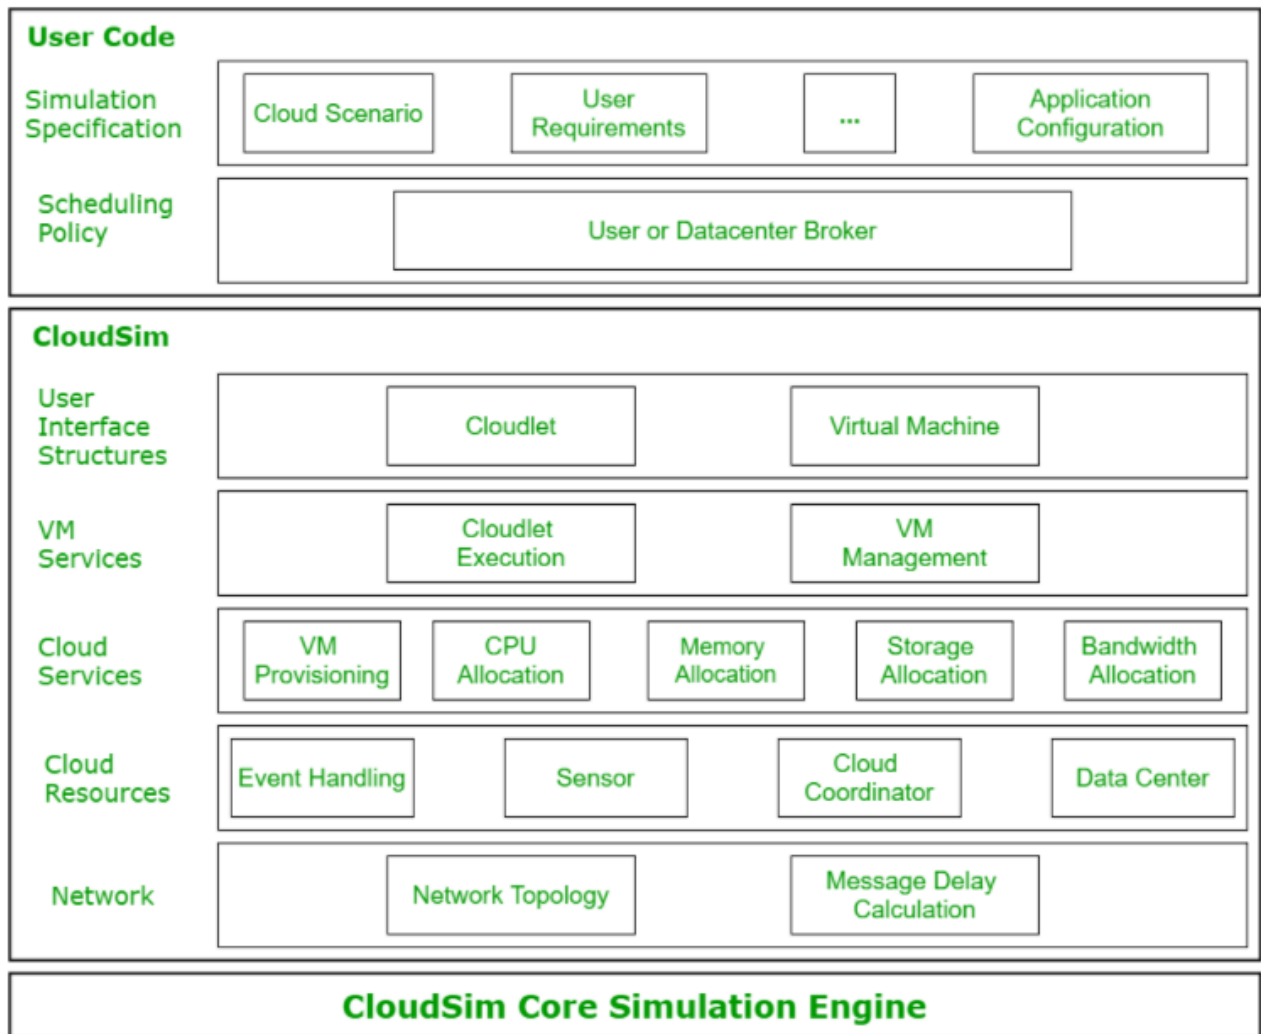 User Code
Simulation
Specification
Cloud Scenario
User
Requirements
...
Application
Configuration
Scheduling
Policy
User or Datacenter Broker
CloudSim
User
Interface
Structures
Cloudlet
Virtual Machine
VM
Services
Cloudlet
Execution
VM
Management
Cloud
Services
VM
Provisioning
CPU
Allocation
Memory
Allocation
Storage
Allocation
Bandwidth
Allocation
Cloud
Resources
Event Handling
Sensor
Cloud
Coordinator
Data Center
Network
Network Topology
Message Delay
Calculation
CloudSim Core Simulation Engine